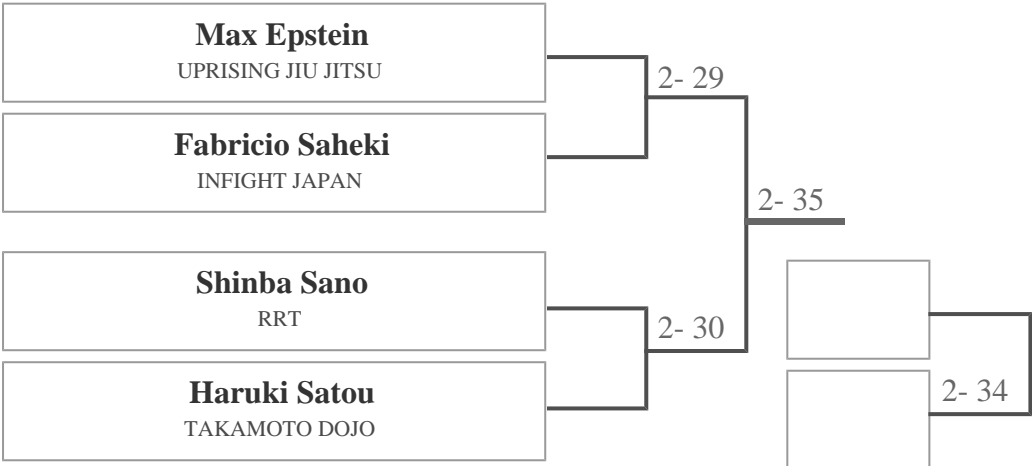 Max Epstein
UPRISING JIU JITSU
2- 29
Fabricio Saheki
INFIGHT JAPAN
2- 35
Shinba Sano
RRT
2- 30
Haruki Satou
TAKAMOTO DOJO
2- 34